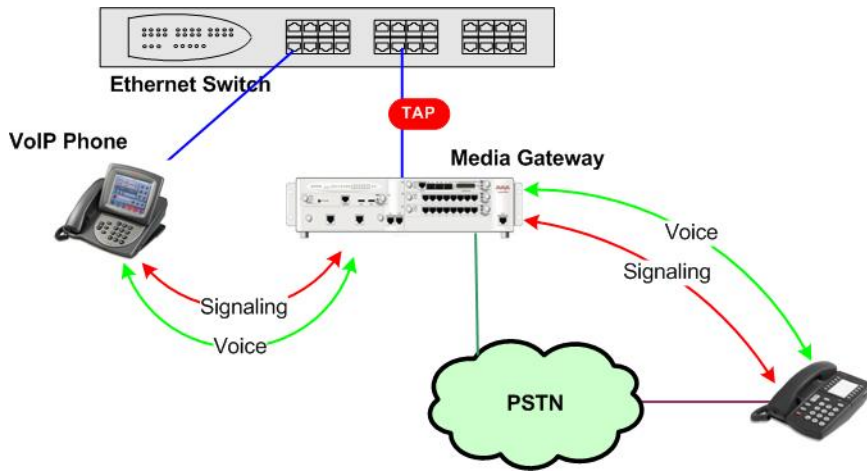 Ethernet Switch
TAP
VoIP Phone
Media Gateway
Voice
Signaling
Signaling
Voice
PSTN